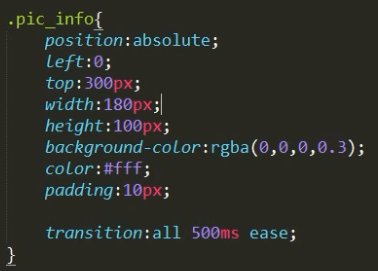 .pic_info{
position:absolute;
left:0;
top:300px;
width:180px;
height:100px;
background-color:rgba(0,0,0,0.3);
color:#fff;
padding:10px;
transition:all 500ms ease;
}